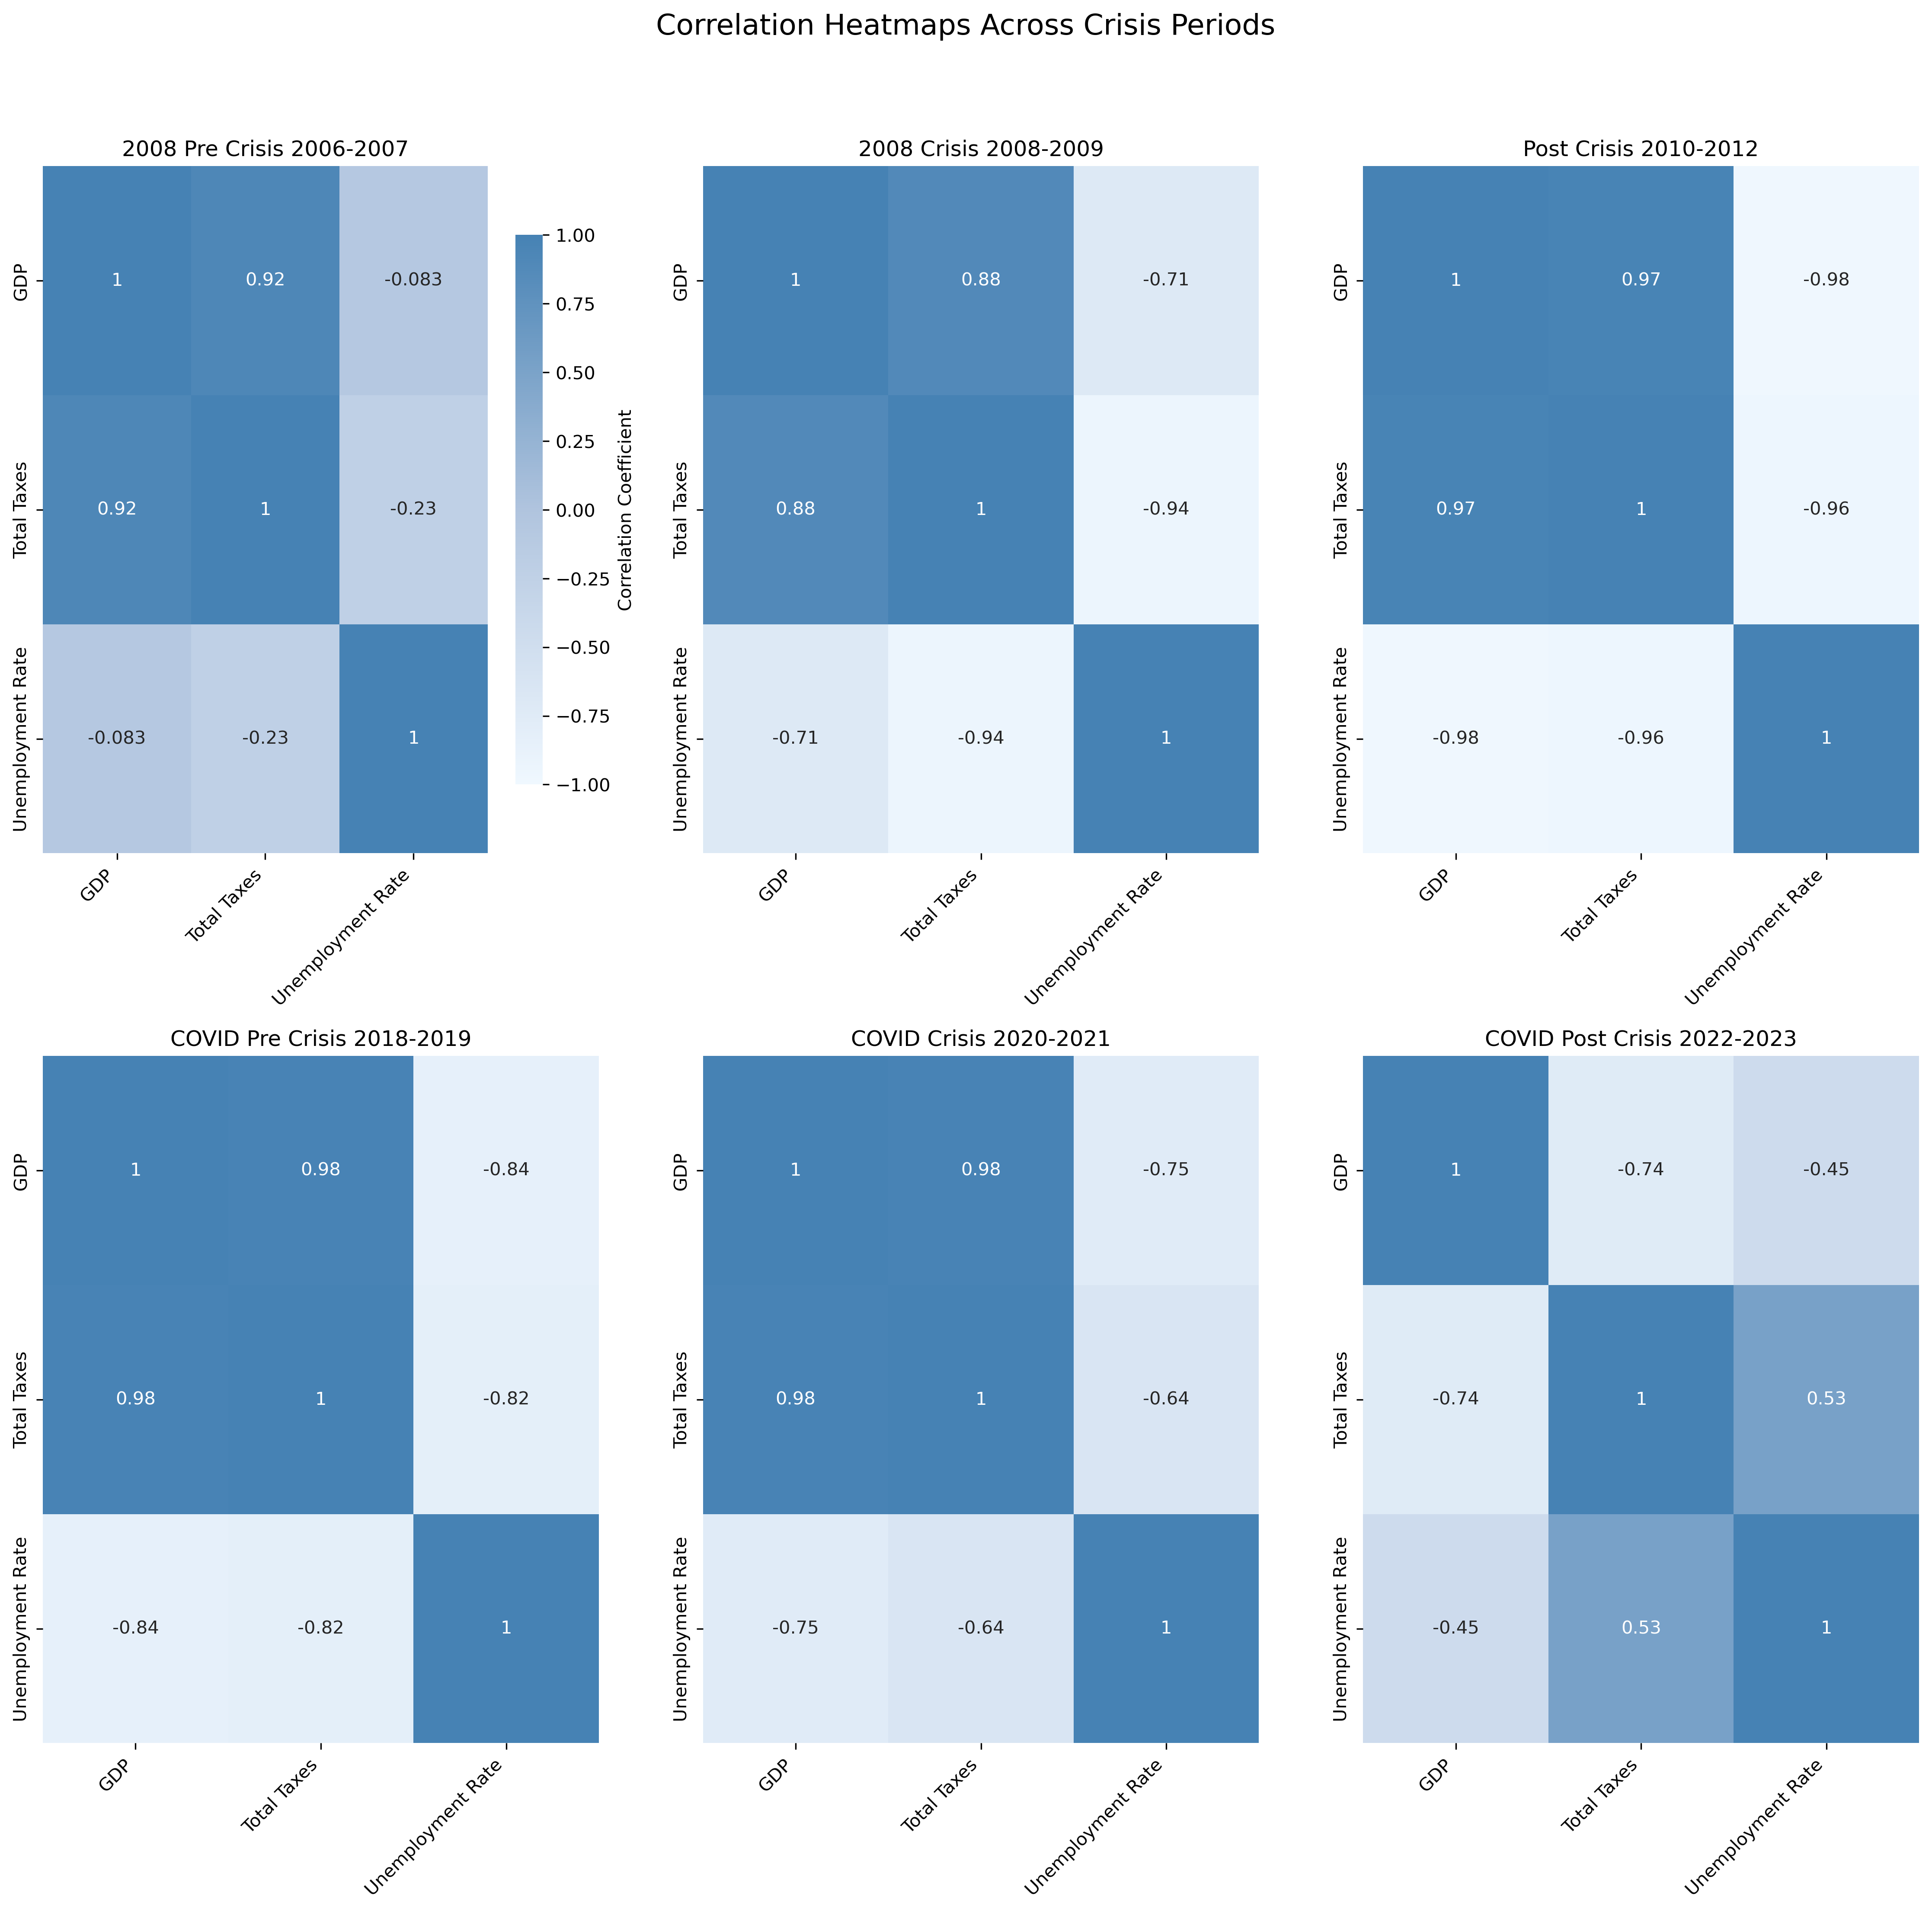 Correlation Heatmaps Across Crisis Periods
2008 Pre Crisis 2006-2007
GDP
1
0.92
-0.083
Total Taxes
0.92
1
-0.23
Unemployment Rate
-0.083
-0.23
1
GDP
Total Taxes
Unemployment Rate
1.00
0.75
0.50
0.25
0.00
−0.25
−0.50
−0.75
−1.00
Correlation Coefficient
2008 Crisis 2008-2009
GDP
1
0.88
-0.71
Total Taxes
0.88
1
-0.94
Unemployment Rate
-0.71
-0.94
1
GDP
Total Taxes
Unemployment Rate
Post Crisis 2010-2012
GDP
1
0.97
-0.98
Total Taxes
0.97
1
-0.96
Unemployment Rate
-0.98
-0.96
1
GDP
Total Taxes
Unemployment Rate
COVID Pre Crisis 2018-2019
GDP
1
0.98
-0.84
Total Taxes
0.98
1
-0.82
Unemployment Rate
-0.84
-0.82
1
GDP
Total Taxes
Unemployment Rate
COVID Crisis 2020-2021
GDP
1
0.98
-0.75
Total Taxes
0.98
1
-0.64
Unemployment Rate
-0.75
-0.64
1
GDP
Total Taxes
Unemployment Rate
COVID Post Crisis 2022-2023
GDP
1
-0.74
-0.45
Total Taxes
-0.74
1
0.53
Unemployment Rate
-0.45
0.53
1
GDP
Total Taxes
Unemployment Rate